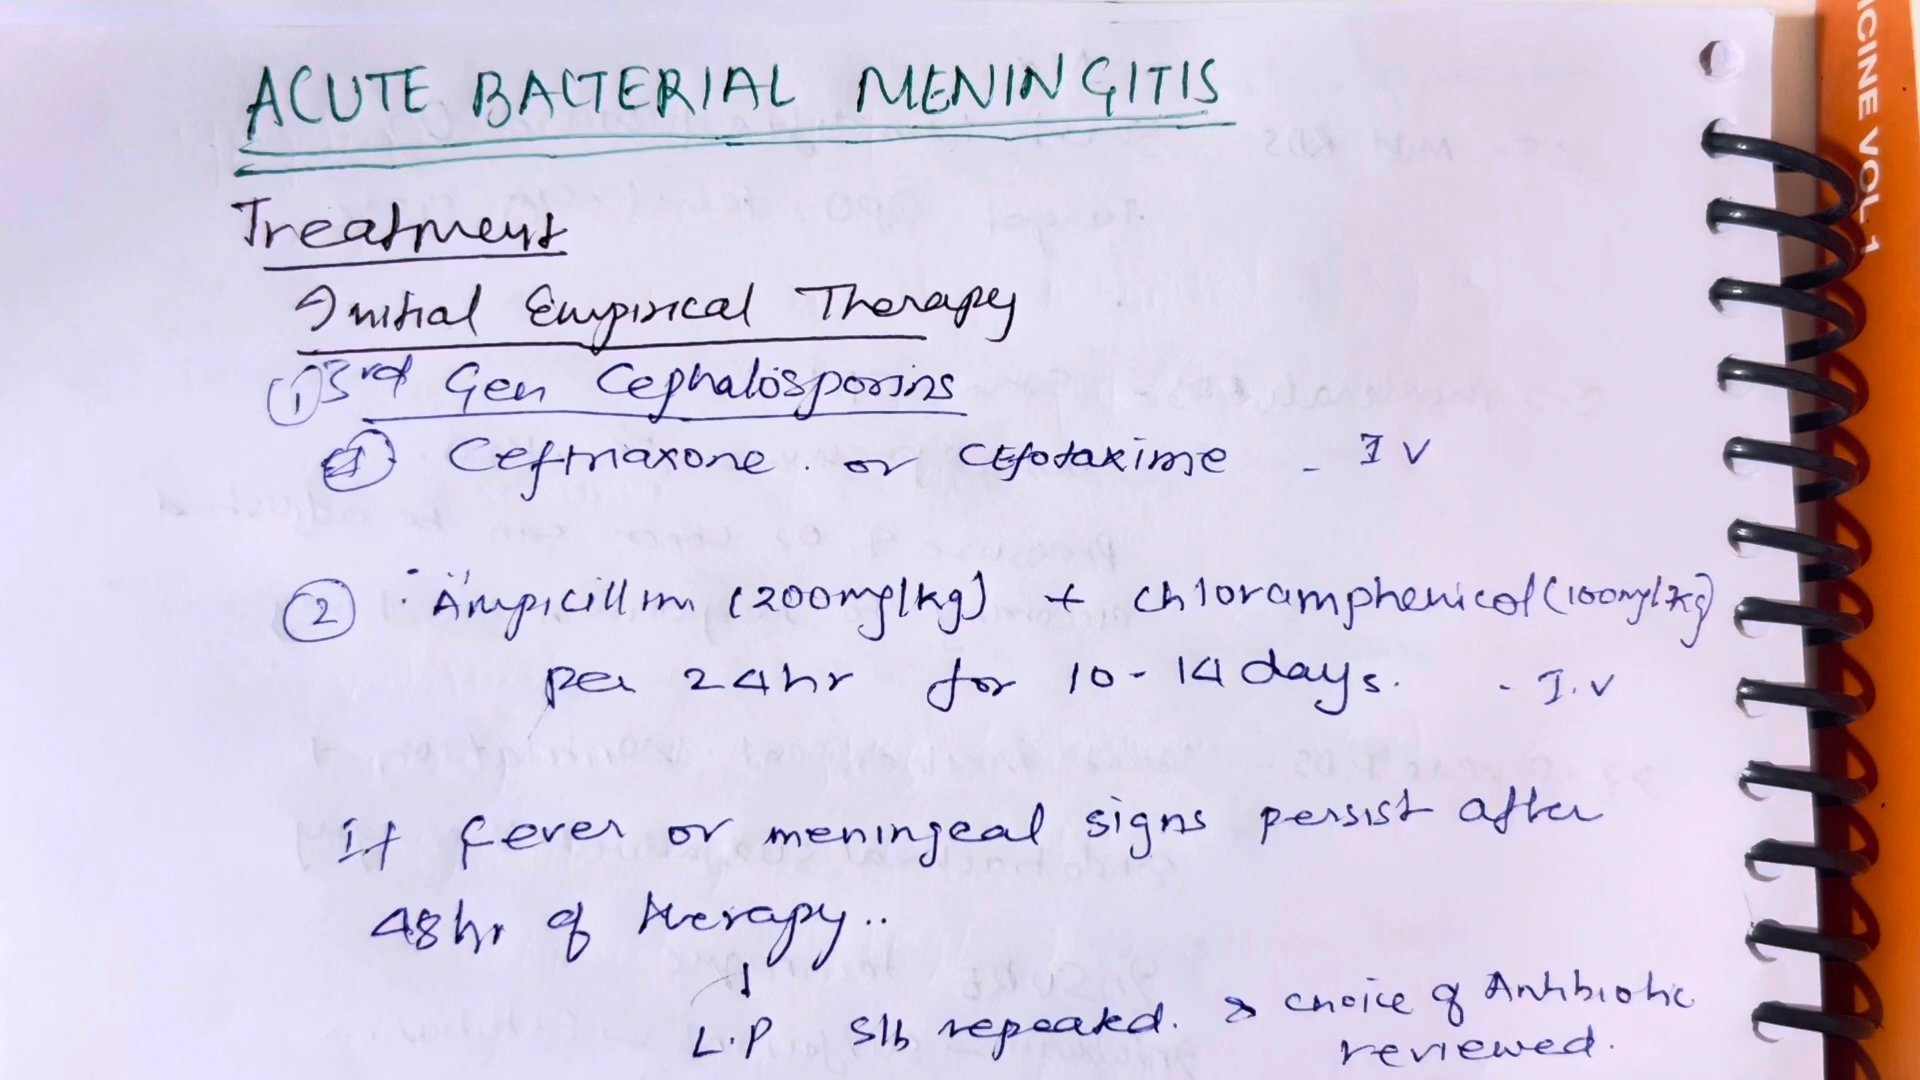 ACUTE BACTERIAL MENINGITIS
Treatment
Initial Empirical Therapy
① 3rd Gen Cephalosporins
Ceftriaxone. or Cefotaxime - IV
② Ampicillin (200mg/kg) + chloramphenicol (100mg/kg)
per 24hr for 10-14 days. - I.V
If fever or meningeal signs persist after
48hr of therapy..
↓
L.P s/b repeated. & choice of Antibiotic
reviewed.
ICINE VOL. 1